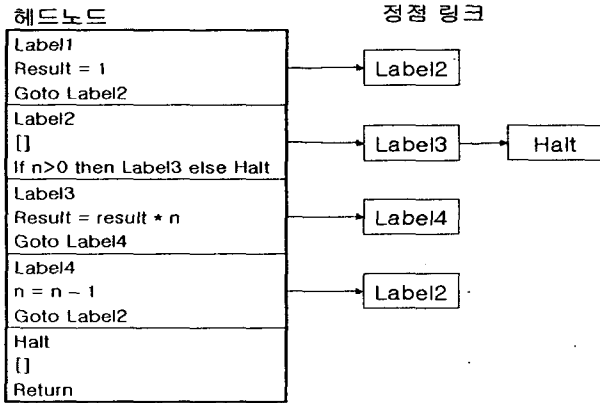 헤드노드
정점 링크
Label1
Result = 1
Goto Label2
Label2
Label2
[]
If n>0 then Label3 else Halt
Label3
Halt
Label3
Result = result * n
Goto Label4
Label4
Label4
n = n - 1
Goto Label2
Label2
Halt
[]
Return